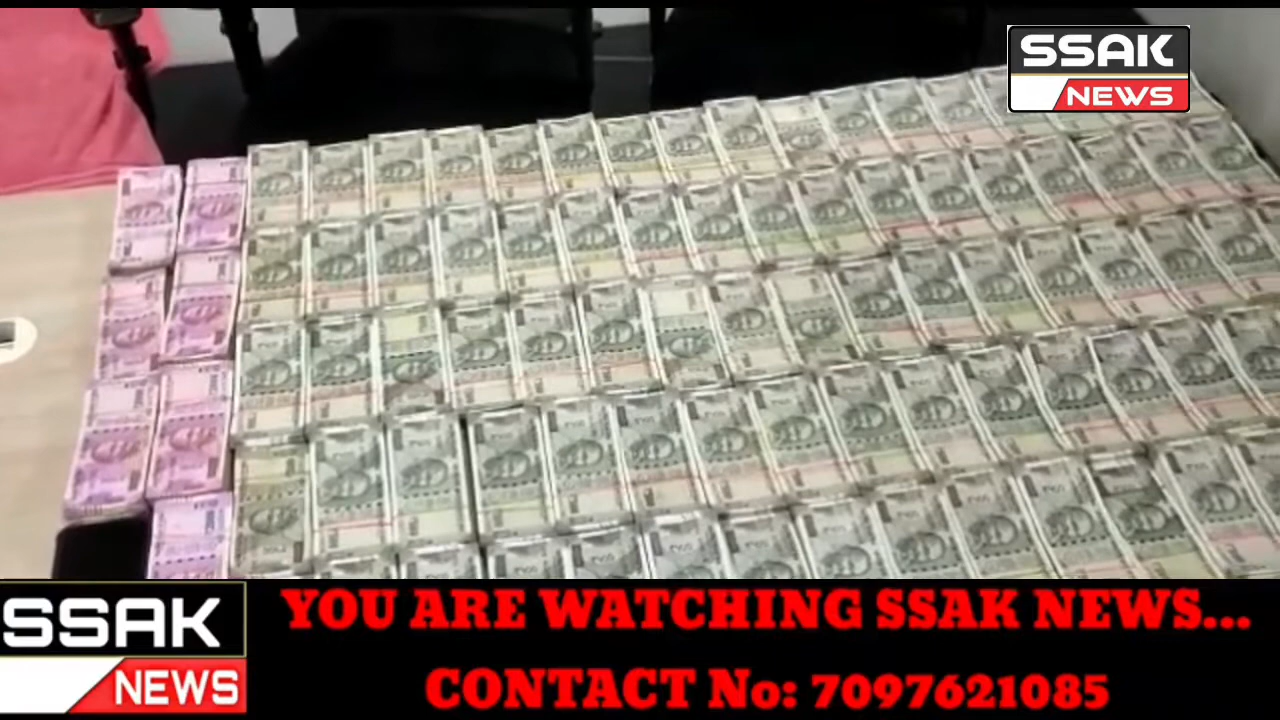 SSAK
NEWS
SSAK
NEWS
YOU ARE WATCHING SSAK NEWS...
CONTACT No: 7097621085